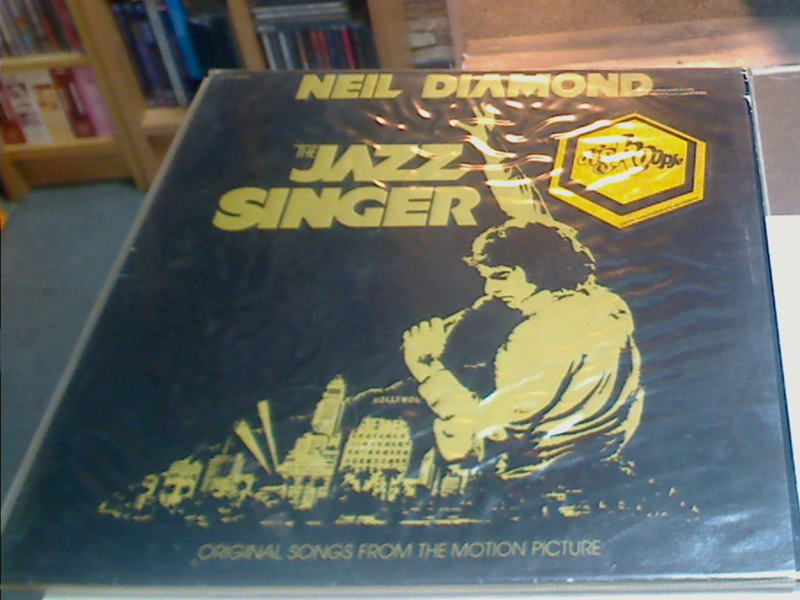 NEIL DIAMOND
THE
JAZZ
SINGER
HOLLYWOOD
ORIGINAL SONGS FROM THE MOTION PICTURE